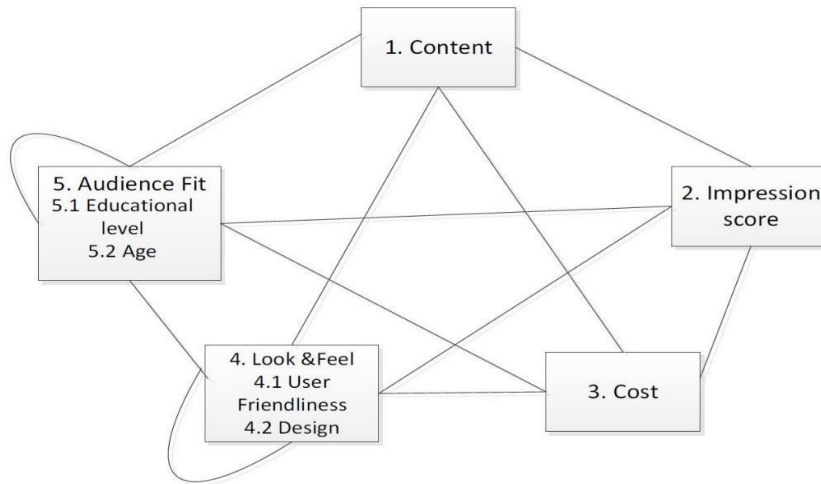 1. Content
5. Audience Fit
5.1 Educational
level
5.2 Age
2. Impression
score
4. Look &Feel
4.1 User
Friendliness
4.2 Design
3. Cost